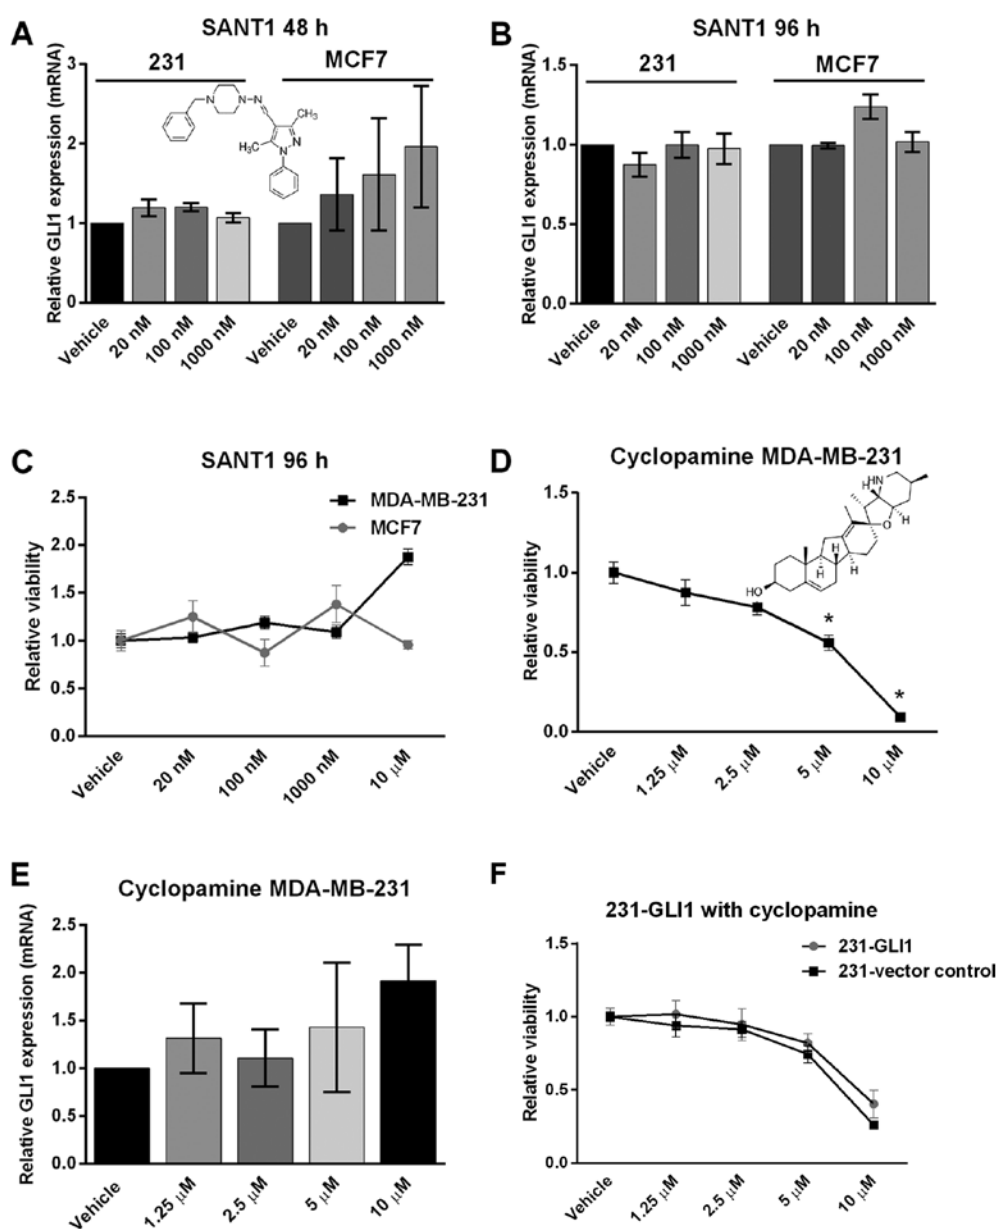 A
SANT1 48 h
Relative GLI1 expression (mRNA)
3
2
1
0
231
MCF7
N
N
N
CH3
H3C
N
N
Vehicle
20 nM
100 nM
1000 nM
Vehicle
20 nM
100 nM
1000 nM
B
SANT1 96 h
Relative GLI1 expression (mRNA)
1.5
1.0
0.5
0.0
231
MCF7
Vehicle
20 nM
100 nM
1000 nM
Vehicle
20 nM
100 nM
1000 nM
C
SANT1 96 h
Relative viability
2.5
2.0
1.5
1.0
0.5
0.0
MDA-MB-231
MCF7
Vehicle
20 nM
100 nM
1000 nM
10 μM
D
Cyclopamine MDA-MB-231
Relative viability
1.5
1.0
0.5
0.0
HN
H
H
O
H
H
H
H
HO
*
*
Vehicle
1.25 μM
2.5 μM
5 μM
10 μM
E
Cyclopamine MDA-MB-231
Relative GLI1 expression (mRNA)
2.5
2.0
1.5
1.0
0.5
0.0
Vehicle
1.25 μM
2.5 μM
5 μM
10 μM
F
231-GLI1 with cyclopamine
Relative viability
1.5
1.0
0.5
0.0
231-GLI1
231-vector control
Vehicle
1.25 μM
2.5 μM
5 μM
10 μM